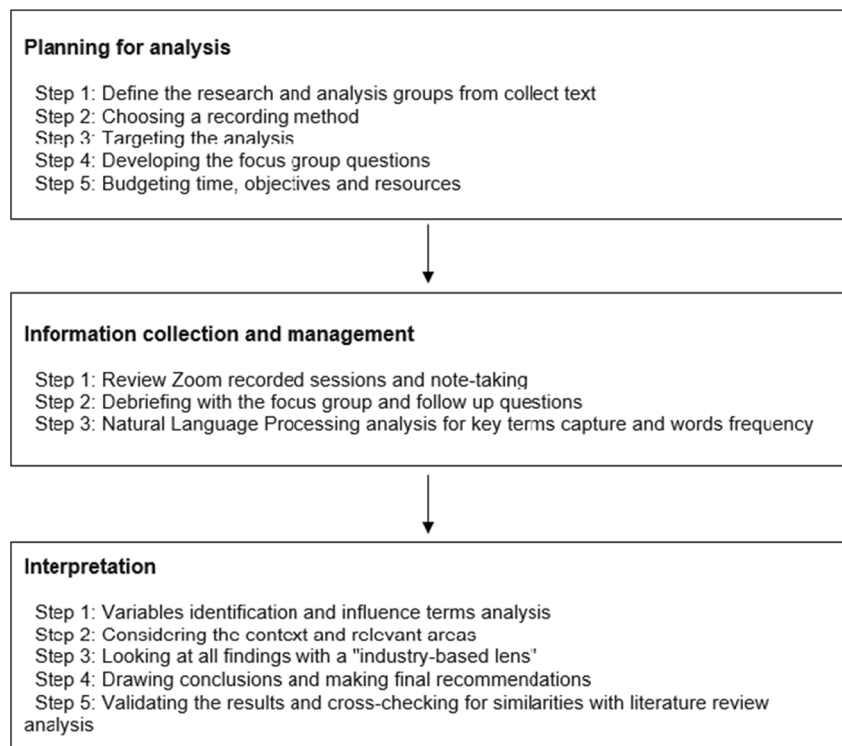 Planning for analysis
Step 1: Define the research and analysis groups from collect text
Step 2: Choosing a recording method
Step 3: Targeting the analysis
Step 4: Developing the focus group questions
Step 5: Budgeting time, objectives and resources
Information collection and management
Step 1: Review Zoom recorded sessions and note-taking
Step 2: Debriefing with the focus group and follow up questions
Step 3: Natural Language Processing analysis for key terms capture and words frequency
Interpretation
Step 1: Variables identification and influence terms analysis
Step 2: Considering the context and relevant areas
Step 3: Looking at all findings with a "industry-based lens"
Step 4: Drawing conclusions and making final recommendations
Step 5: Validating the results and cross-checking for similarities with literature review
analysis